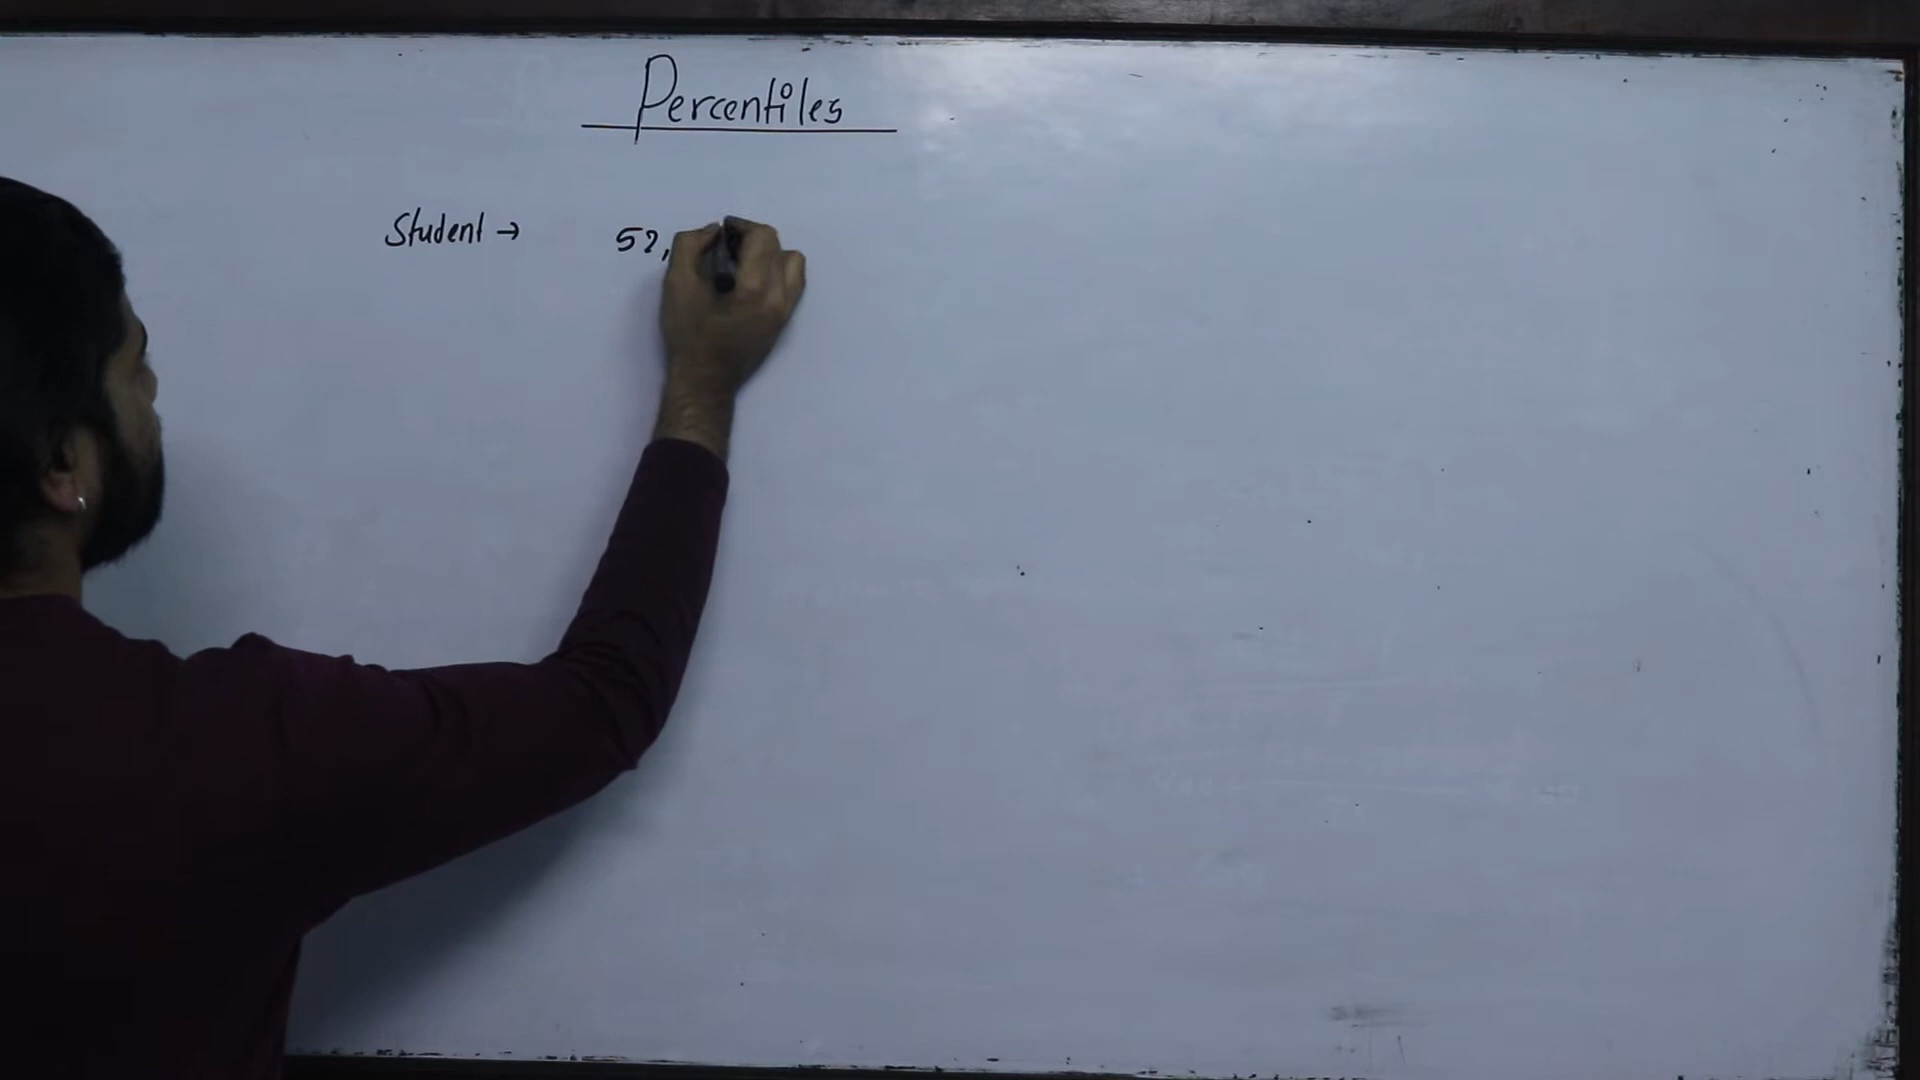 Percentiles
Student → 52,